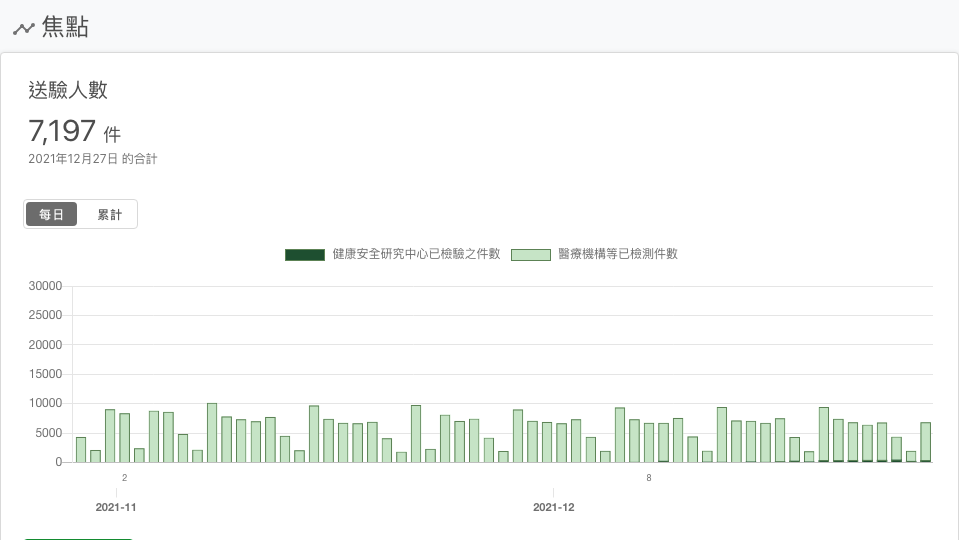 焦點
送驗人數
7,197 件
2021年12月27日 的合計
每日 累計
健康安全研究中心已檢驗之件數 醫療機構等已檢測件數
30000
25000
20000
15000
10000
5000
0
2 8
2021-11 2021-12